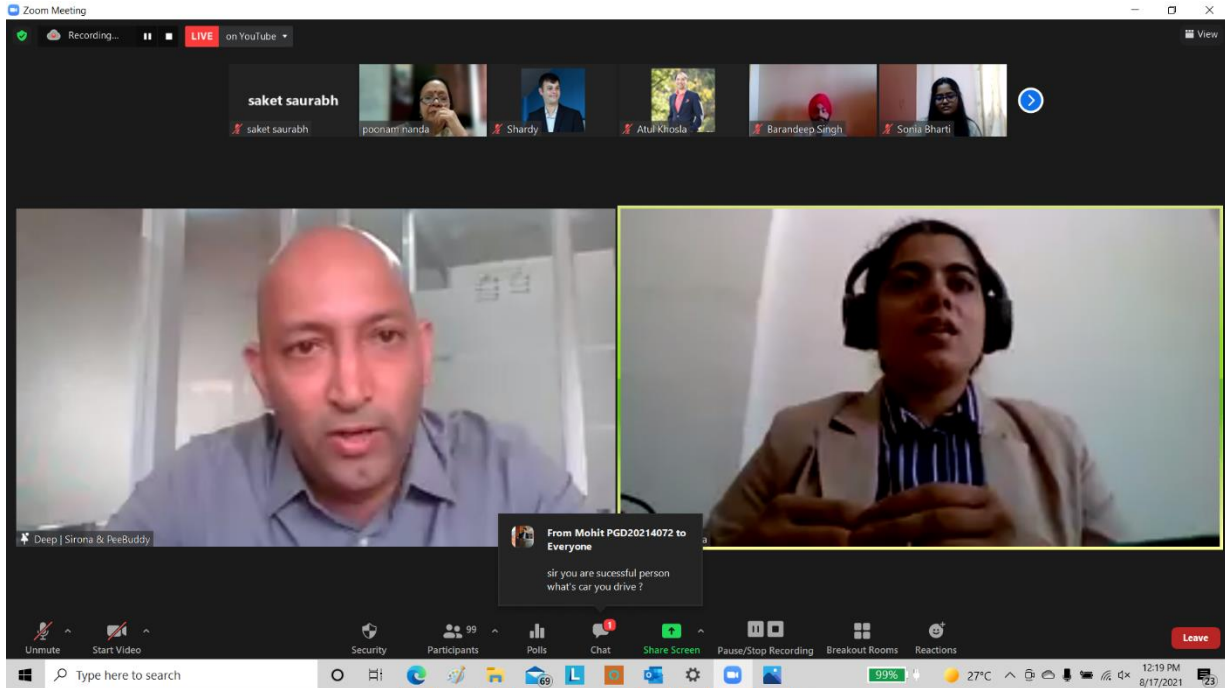 Zoom Meeting
Recording...
LIVE on YouTube
View
saket saurabh
saket saurabh
poonam nanda
Shardy
Atul Khosla
Barandeep Singh
Sonia Bharti
Deep | Sirona & PeeBuddy
a
From Mohit PGD20214072 to
Everyone
sir you are sucessful person
what's car you drive ?
Unmute
Start Video
Security
99
Participants
Polls
1
Chat
Share Screen
Pause/Stop Recording
Breakout Rooms
Reactions
Leave
Type here to search
69
L
99%
27°C
12:19 PM
8/17/2021
23